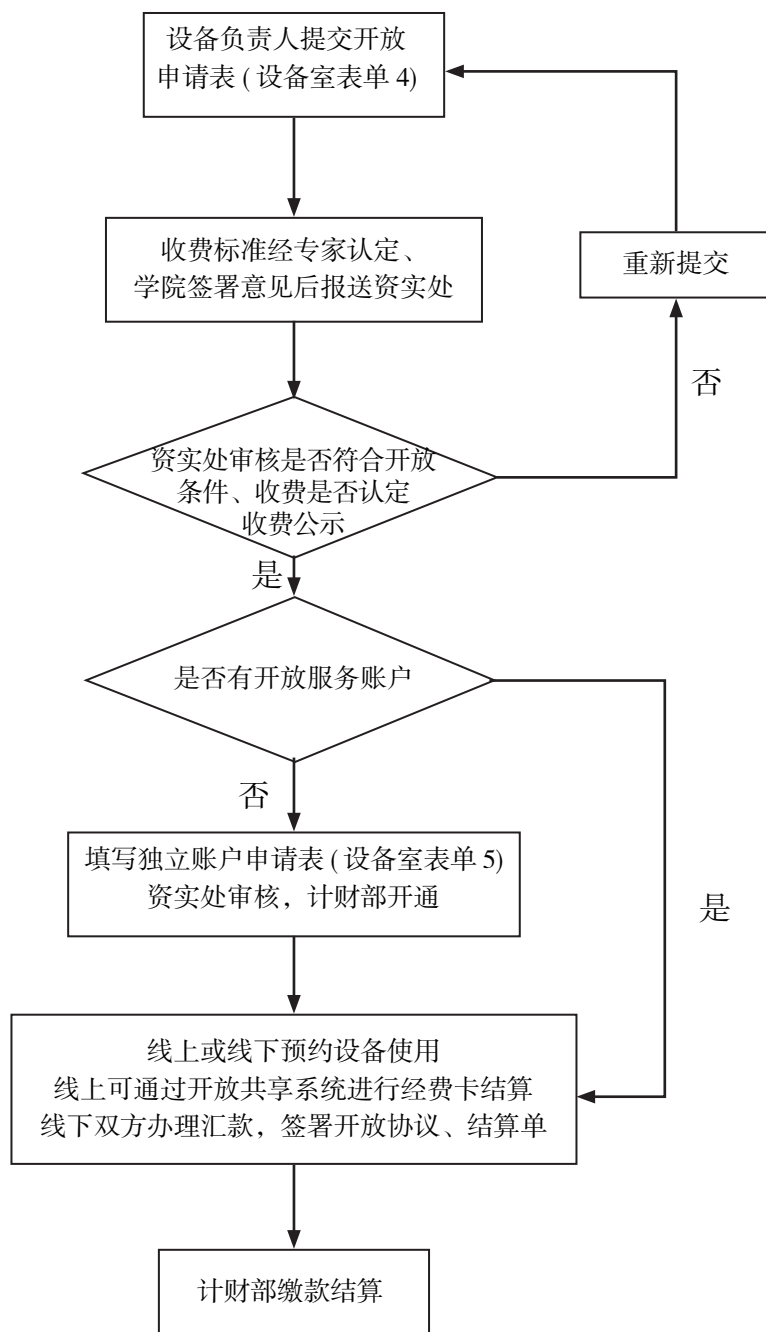 设备负责人提交开放
申请表(设备室表单4)
收费标准经专家认定、
学院签署意见后报送资实处
重新提交
否
资实处审核是否符合开放
条件、收费是否认定
收费公示
是
是否有开放服务账户
否
填写独立账户申请表(设备室表单5)
资实处审核，计财部开通
是
线上或线下预约设备使用
线上可通过开放共享系统进行经费卡结算
线下双方办理汇款，签署开放协议、结算单
计财部缴款结算